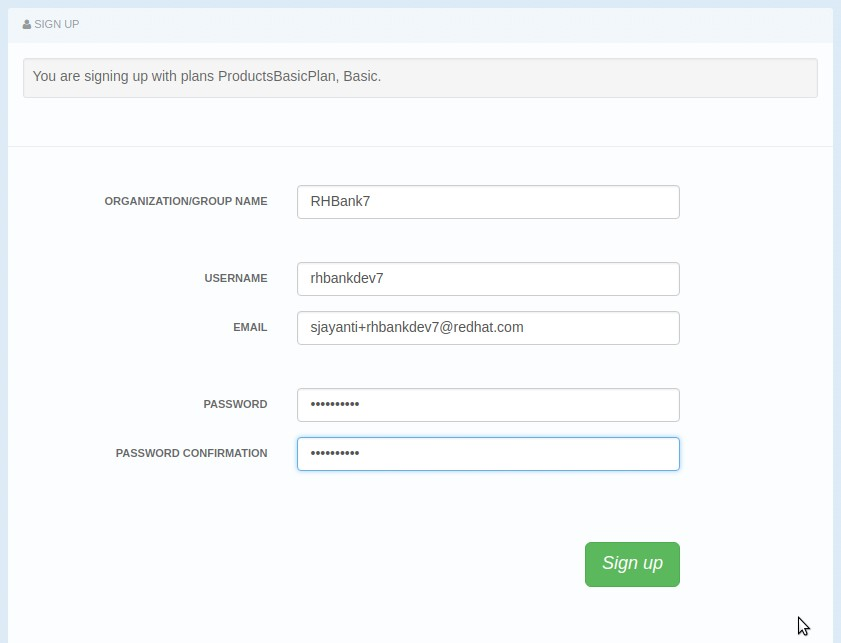 SIGN UP
You are signing up with plans ProductsBasicPlan, Basic.
ORGANIZATION/GROUP NAME RHBank7
USERNAME rhbankdev7
EMAIL sjayanti+rhbankdev7@redhat.com
PASSWORD ••••••••••
PASSWORD CONFIRMATION ••••••••••
Sign up